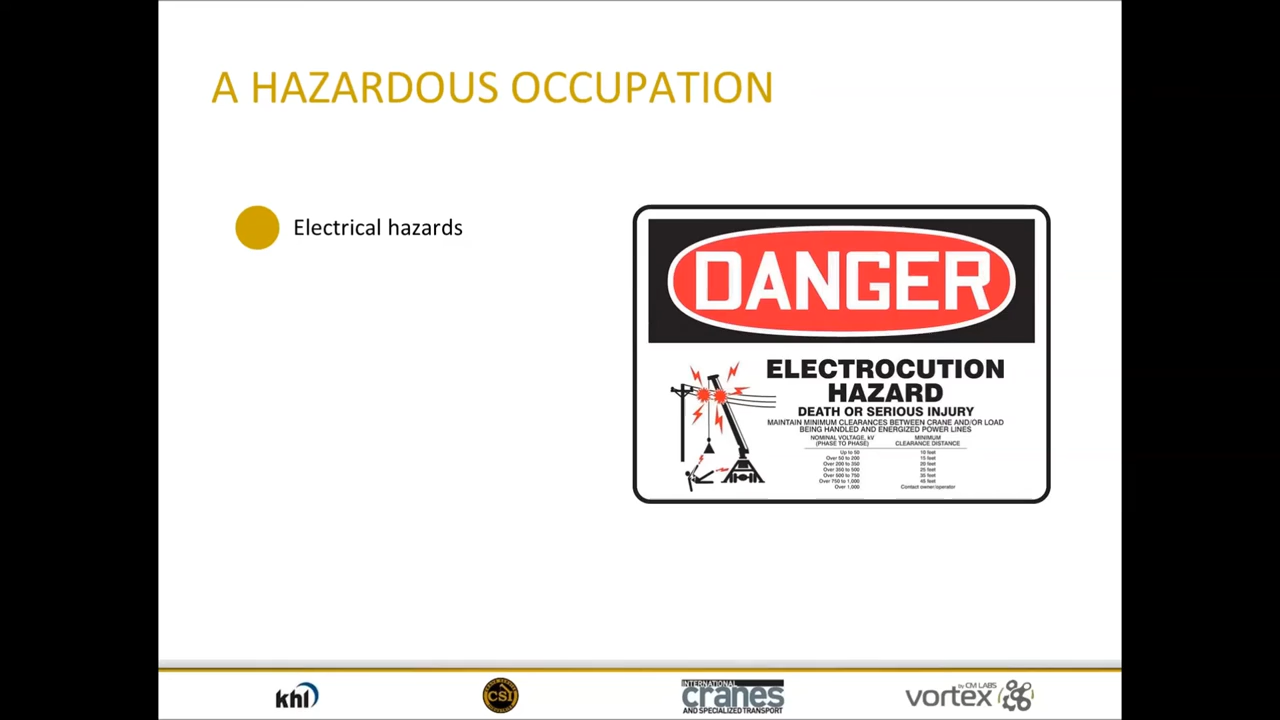 A HAZARDOUS OCCUPATION
Electrical hazards
DANGER
ELECTROCUTION
HAZARD
DEATH OR SERIOUS INJURY
MAINTAIN MINIMUM CLEARANCES BETWEEN CRANE AND/OR LOAD
BEING HANDLED AND ENERGIZED POWER LINES
NOMINAL VOLTAGE, kV MINIMUM
(PHASE TO PHASE) CLEARANCE DISTANCE
Up to 50 10 feet
Over 50 to 200 15 feet
Over 200 to 350 20 feet
Over 350 to 500 25 feet
Over 500 to 750 35 feet
Over 750 to 1,000 45 feet
Over 1,000 Contact owner/operator
khl
CSI
INTERNATIONAL
cranes
AND SPECIALIZED TRANSPORT
by CM LABS
vortex